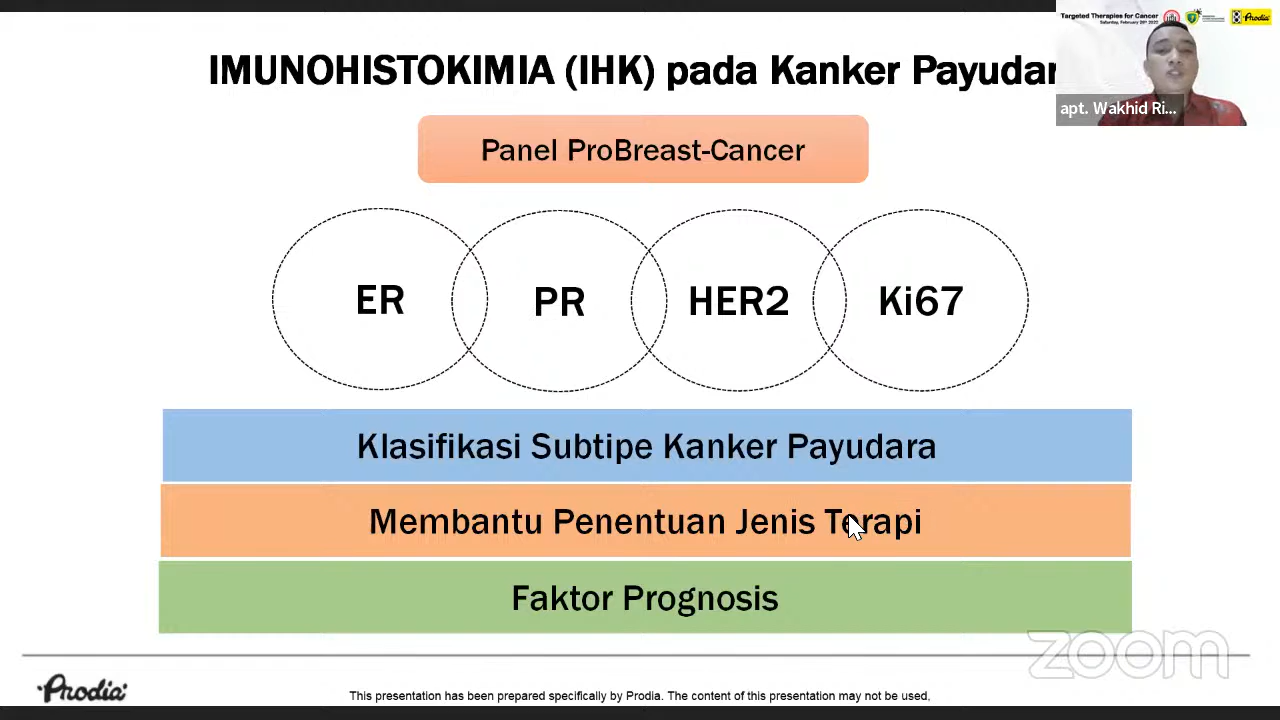 Targeted Therapies for Cancer
Prodia
IMUNOHISTOKIMIA (IHK) pada Kanker Payudar
apt. Wakhid Ri...
Panel ProBreast-Cancer
ER
PR
HER2
Ki67
Klasifikasi Subtipe Kanker Payudara
Membantu Penentuan Jenis Terapi
Faktor Prognosis
zoom
Prodia
This presentation has been prepared specifically by Prodia. The content of this presentation may not be used,